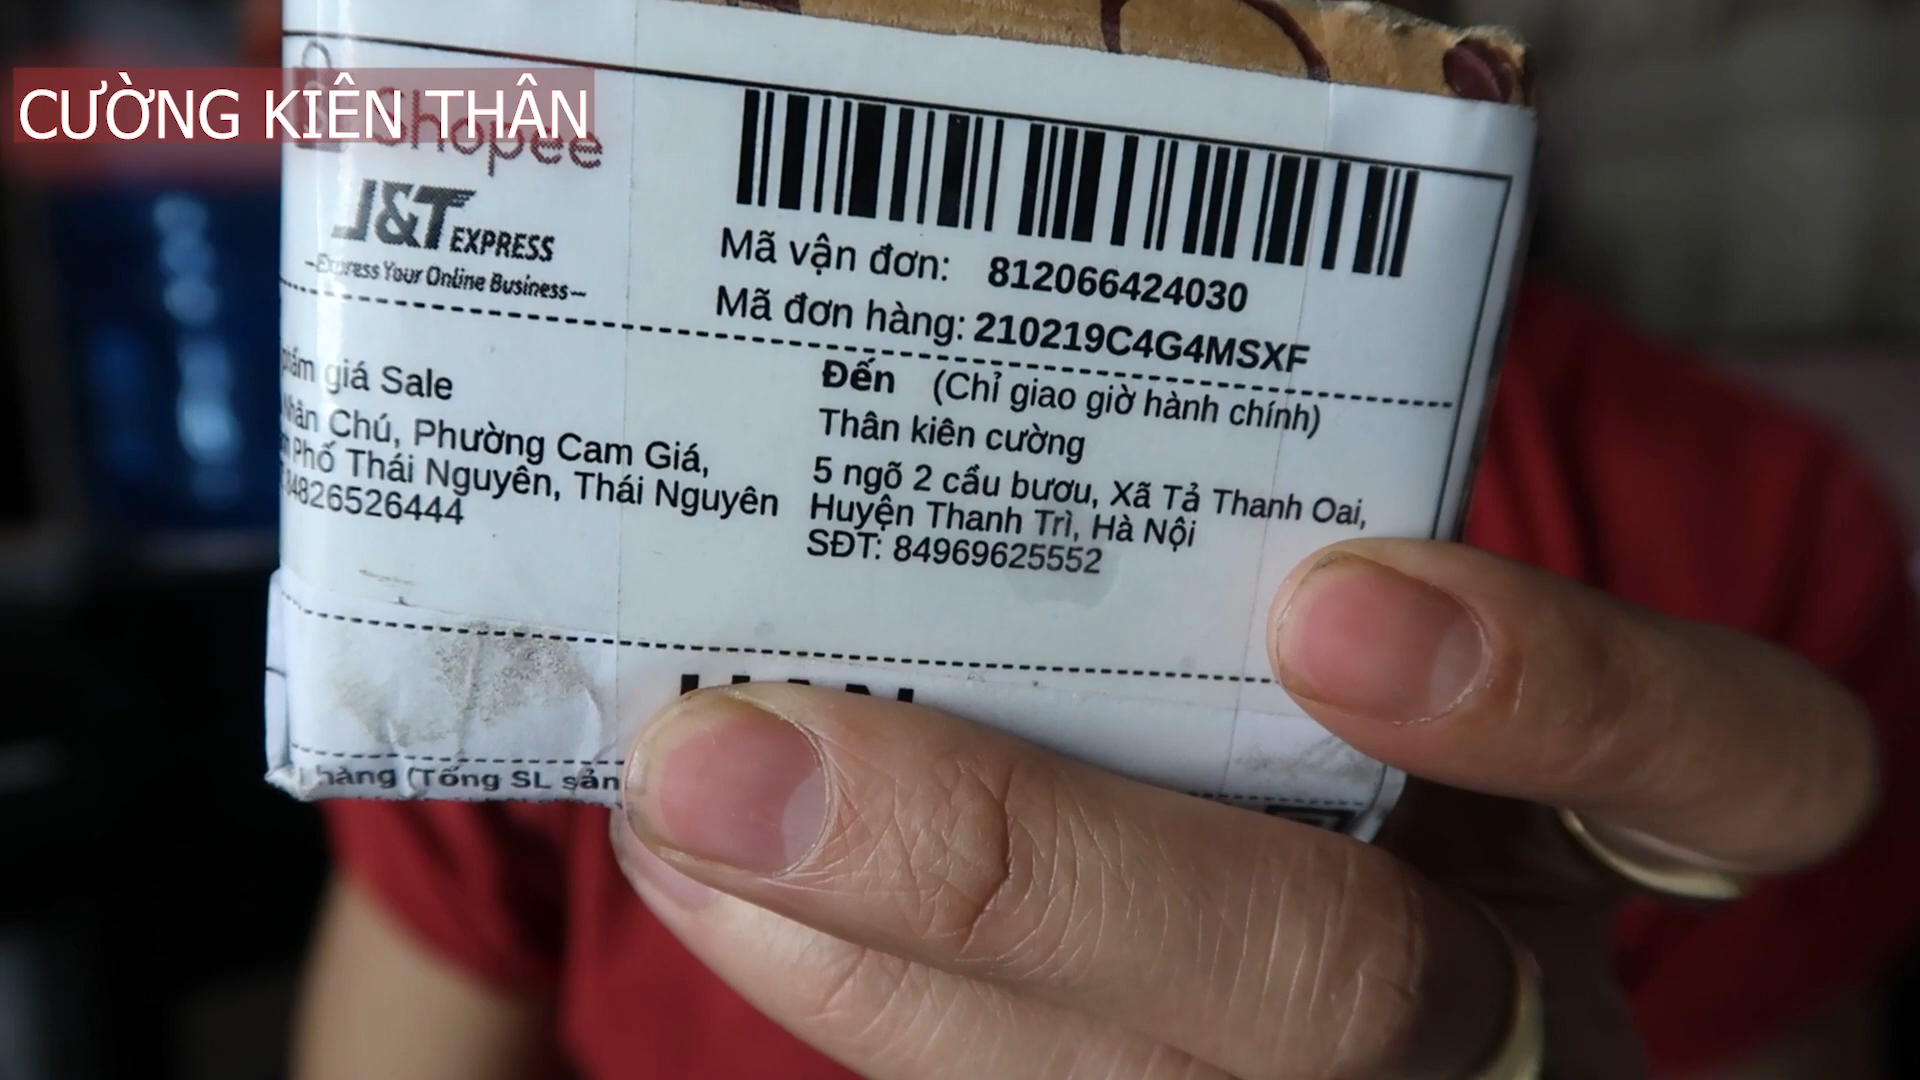 CƯỜNG KIÊN THÂN
Shopee
J&T EXPRESS
Express Your Online Business
Mã vận đơn: 812066424030
Mã đơn hàng: 210219C4G4MSXF
giá Sale
Chú, Phường Cam Giá,
Phố Thái Nguyên, Thái Nguyên
84826526444
Đến (Chỉ giao giờ hành chính)
Thân kiên cường
5 ngõ 2 cầu bươu, Xã Tả Thanh Oai,
Huyện Thanh Trì, Hà Nội
SĐT: 84969625552
hàng (Tổng SL sản